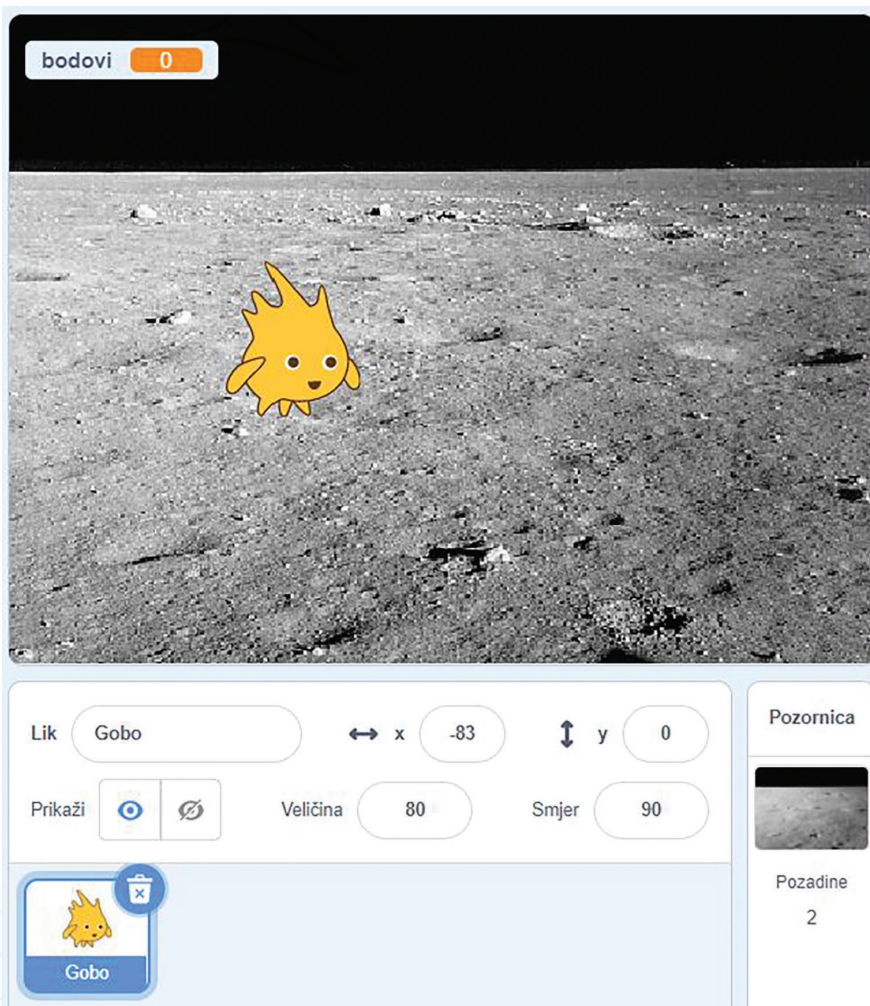 bodovi 0
Lik Gobo x -83 y 0
Pozornica
Prikaži Veličina 80 Smjer 90
Pozadine
2
Gobo